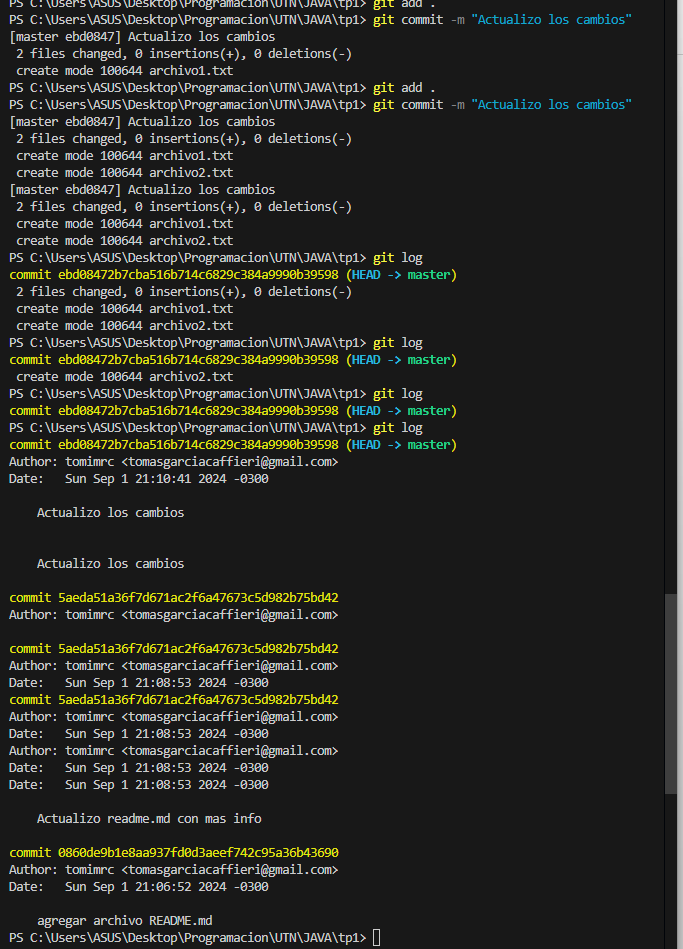 PS C:\Users\ASUS\Desktop\Programacion\UTN\JAVA\tp1> git add .
PS C:\Users\ASUS\Desktop\Programacion\UTN\JAVA\tp1> git commit -m "Actualizo los cambios"
[master ebd0847] Actualizo los cambios
 2 files changed, 0 insertions(+), 0 deletions(-)
 create mode 100644 archivo1.txt
PS C:\Users\ASUS\Desktop\Programacion\UTN\JAVA\tp1> git add .
PS C:\Users\ASUS\Desktop\Programacion\UTN\JAVA\tp1> git commit -m "Actualizo los cambios"
[master ebd0847] Actualizo los cambios
 2 files changed, 0 insertions(+), 0 deletions(-)
 create mode 100644 archivo1.txt
 create mode 100644 archivo2.txt
[master ebd0847] Actualizo los cambios
 2 files changed, 0 insertions(+), 0 deletions(-)
 create mode 100644 archivo1.txt
 create mode 100644 archivo2.txt
PS C:\Users\ASUS\Desktop\Programacion\UTN\JAVA\tp1> git log
commit ebd08472b7cba516b714c6829c384a9990b39598 (HEAD -> master)
 2 files changed, 0 insertions(+), 0 deletions(-)
 create mode 100644 archivo1.txt
 create mode 100644 archivo2.txt
PS C:\Users\ASUS\Desktop\Programacion\UTN\JAVA\tp1> git log
commit ebd08472b7cba516b714c6829c384a9990b39598 (HEAD -> master)
 create mode 100644 archivo2.txt
PS C:\Users\ASUS\Desktop\Programacion\UTN\JAVA\tp1> git log
commit ebd08472b7cba516b714c6829c384a9990b39598 (HEAD -> master)
PS C:\Users\ASUS\Desktop\Programacion\UTN\JAVA\tp1> git log
commit ebd08472b7cba516b714c6829c384a9990b39598 (HEAD -> master)
Author: tomimrc <tomasgarciacaffieri@gmail.com>
Date:   Sun Sep 1 21:10:41 2024 -0300

    Actualizo los cambios


    Actualizo los cambios

commit 5aeda51a36f7d671ac2f6a47673c5d982b75bd42
Author: tomimrc <tomasgarciacaffieri@gmail.com>

commit 5aeda51a36f7d671ac2f6a47673c5d982b75bd42
Author: tomimrc <tomasgarciacaffieri@gmail.com>
Date:   Sun Sep 1 21:08:53 2024 -0300
commit 5aeda51a36f7d671ac2f6a47673c5d982b75bd42
Author: tomimrc <tomasgarciacaffieri@gmail.com>
Date:   Sun Sep 1 21:08:53 2024 -0300
Author: tomimrc <tomasgarciacaffieri@gmail.com>
Date:   Sun Sep 1 21:08:53 2024 -0300
Date:   Sun Sep 1 21:08:53 2024 -0300

    Actualizo readme.md con mas info

commit 0860de9b1e8aa937fd0d3aeef742c95a36b43690
Author: tomimrc <tomasgarciacaffieri@gmail.com>
Date:   Sun Sep 1 21:06:52 2024 -0300

    agregar archivo README.md
PS C:\Users\ASUS\Desktop\Programacion\UTN\JAVA\tp1>